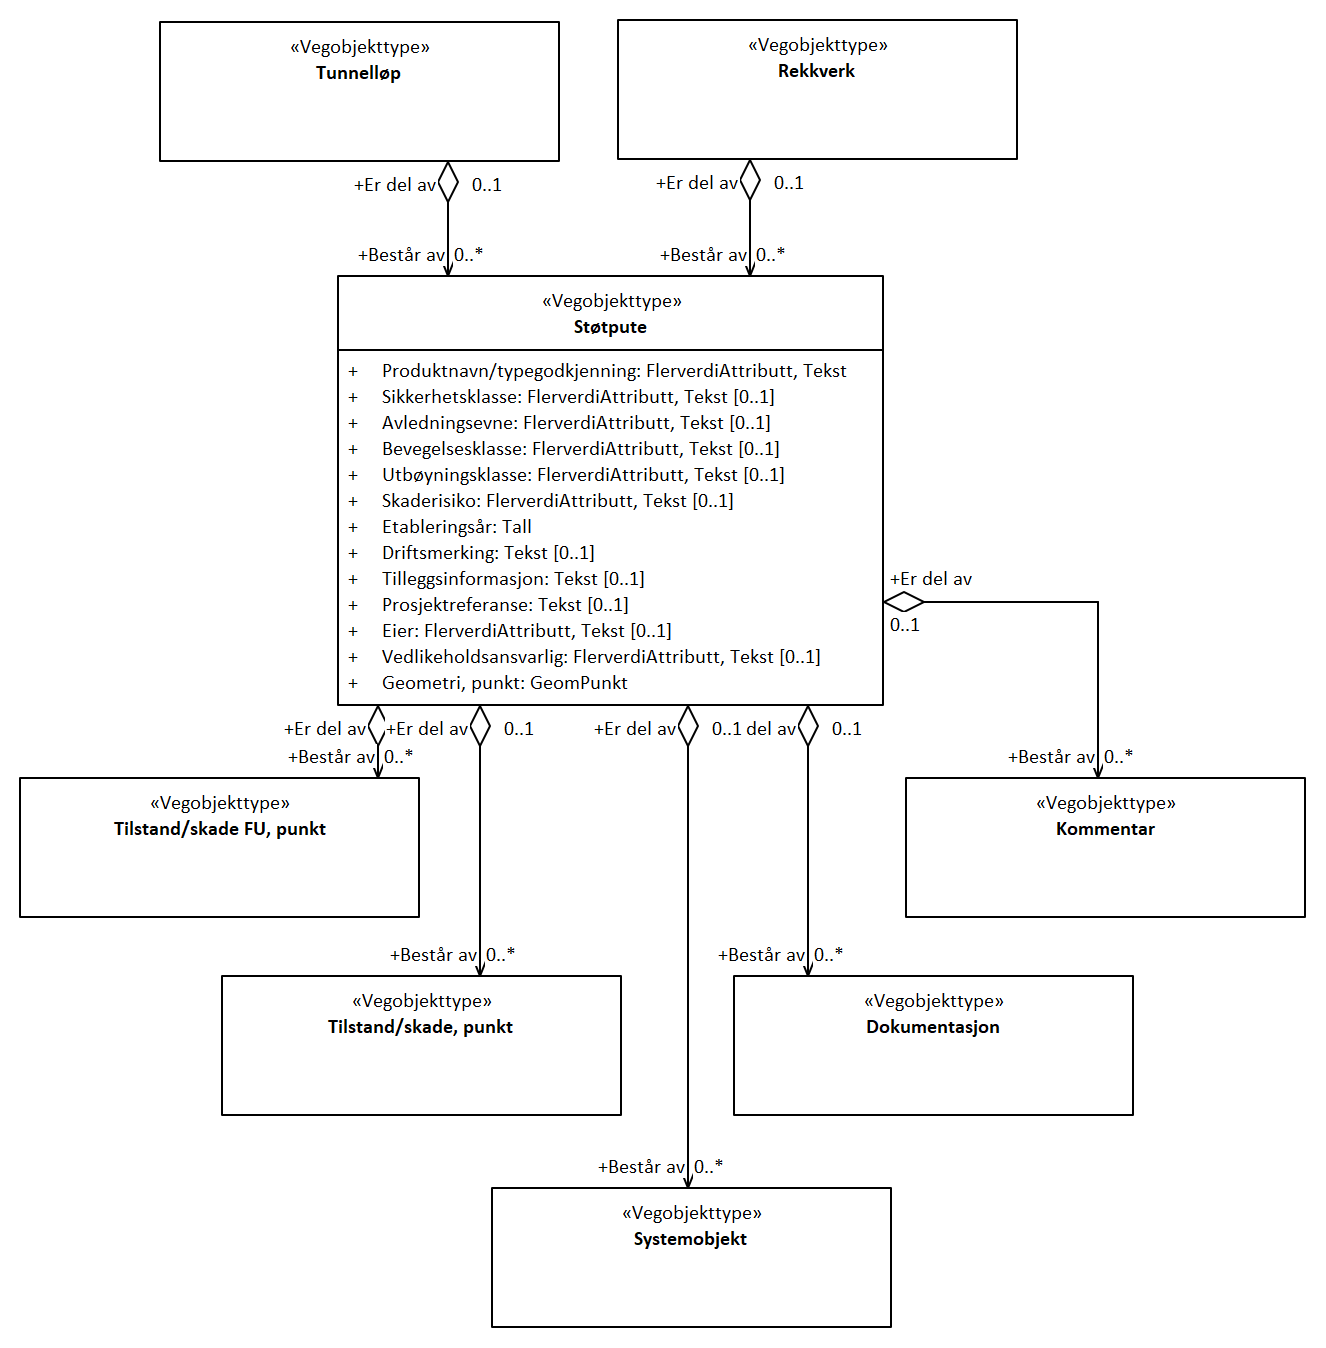 «Vegobjekttype»
Tunnelløp
«Vegobjekttype»
Rekkverk
+Er del av 0..1
+Er del av 0..1
+Består av 0..*
+Består av 0..*
«Vegobjekttype»
Støtpute
+ Produktnavn/typegodkjenning: FlerverdiAttributt, Tekst
+ Sikkerhetsklasse: FlerverdiAttributt, Tekst [0..1]
+ Avledningsevne: FlerverdiAttributt, Tekst [0..1]
+ Bevegelsesklasse: FlerverdiAttributt, Tekst [0..1]
+ Utbøyningsklasse: FlerverdiAttributt, Tekst [0..1]
+ Skaderisiko: FlerverdiAttributt, Tekst [0..1]
+ Etableringsår: Tall
+ Driftsmerking: Tekst [0..1]
+ Tilleggsinformasjon: Tekst [0..1]
+ Prosjektreferanse: Tekst [0..1]
+ Eier: FlerverdiAttributt, Tekst [0..1]
+ Vedlikeholdsansvarlig: FlerverdiAttributt, Tekst [0..1]
+ Geometri, punkt: GeomPunkt
+Er del av
0..1
+Er del av
+Er del av 0..1
+Er del av 0..1
del av 0..1
+Består av 0..*
+Består av 0..*
«Vegobjekttype»
Tilstand/skade FU, punkt
«Vegobjekttype»
Kommentar
+Består av 0..*
+Består av 0..*
«Vegobjekttype»
Tilstand/skade, punkt
«Vegobjekttype»
Dokumentasjon
+Består av 0..*
«Vegobjekttype»
Systemobjekt